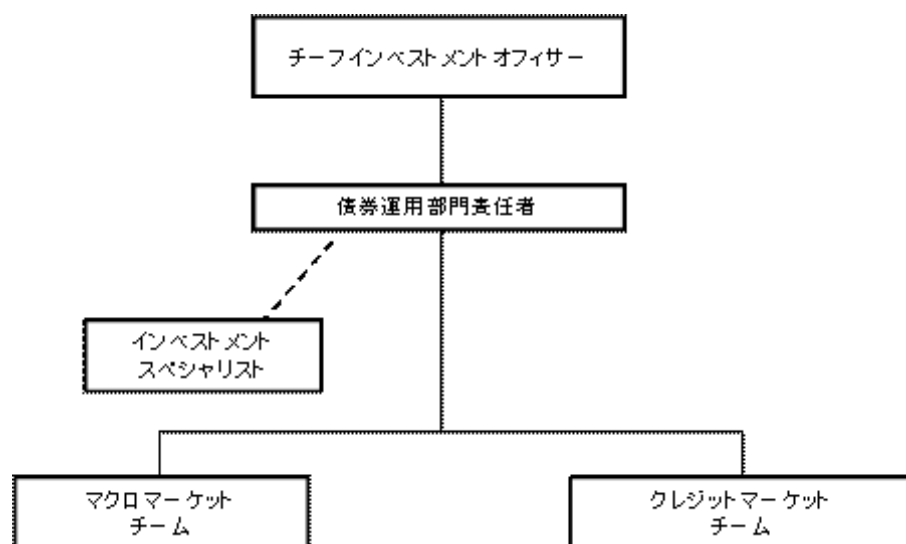 チーフインベストメントオフィサー
債券運用部門責任者
インベストメント
スペシャリスト
マクロマーケット
チーム
クレジットマーケット
チーム